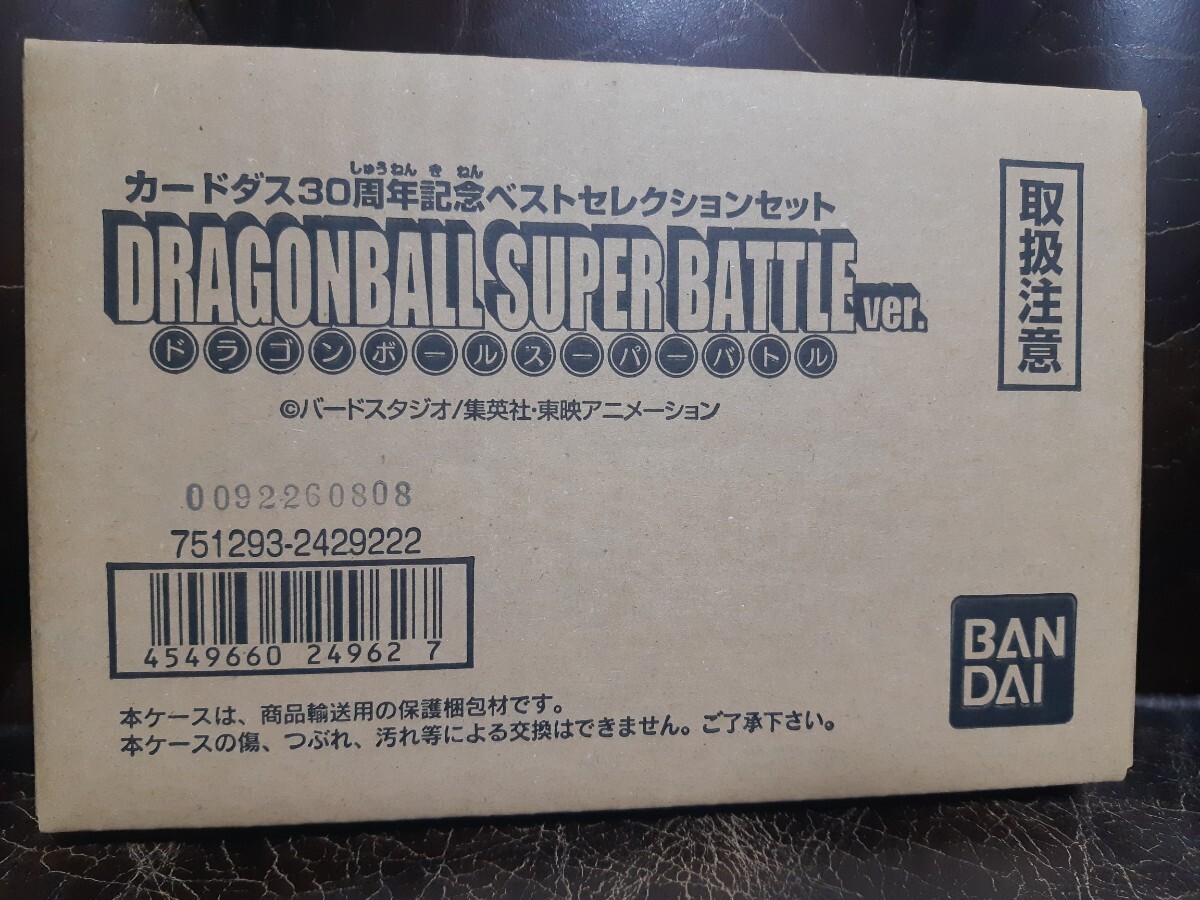 しゅうねん き ねん
カードダス30周年記念ベストセレクションセット
DRAGONBALL SUPER BATTLE ver.
ドラゴンボールスーパーバトル
©バードスタジオ/集英社・東映アニメーション
取扱注意
0092260808
751293-2429222
4549660 24962 7
BAN
DAI
本ケースは、商品輸送用の保護梱包材です。
本ケースの傷、つぶれ、汚れ等による交換はできません。ご了承下さい。